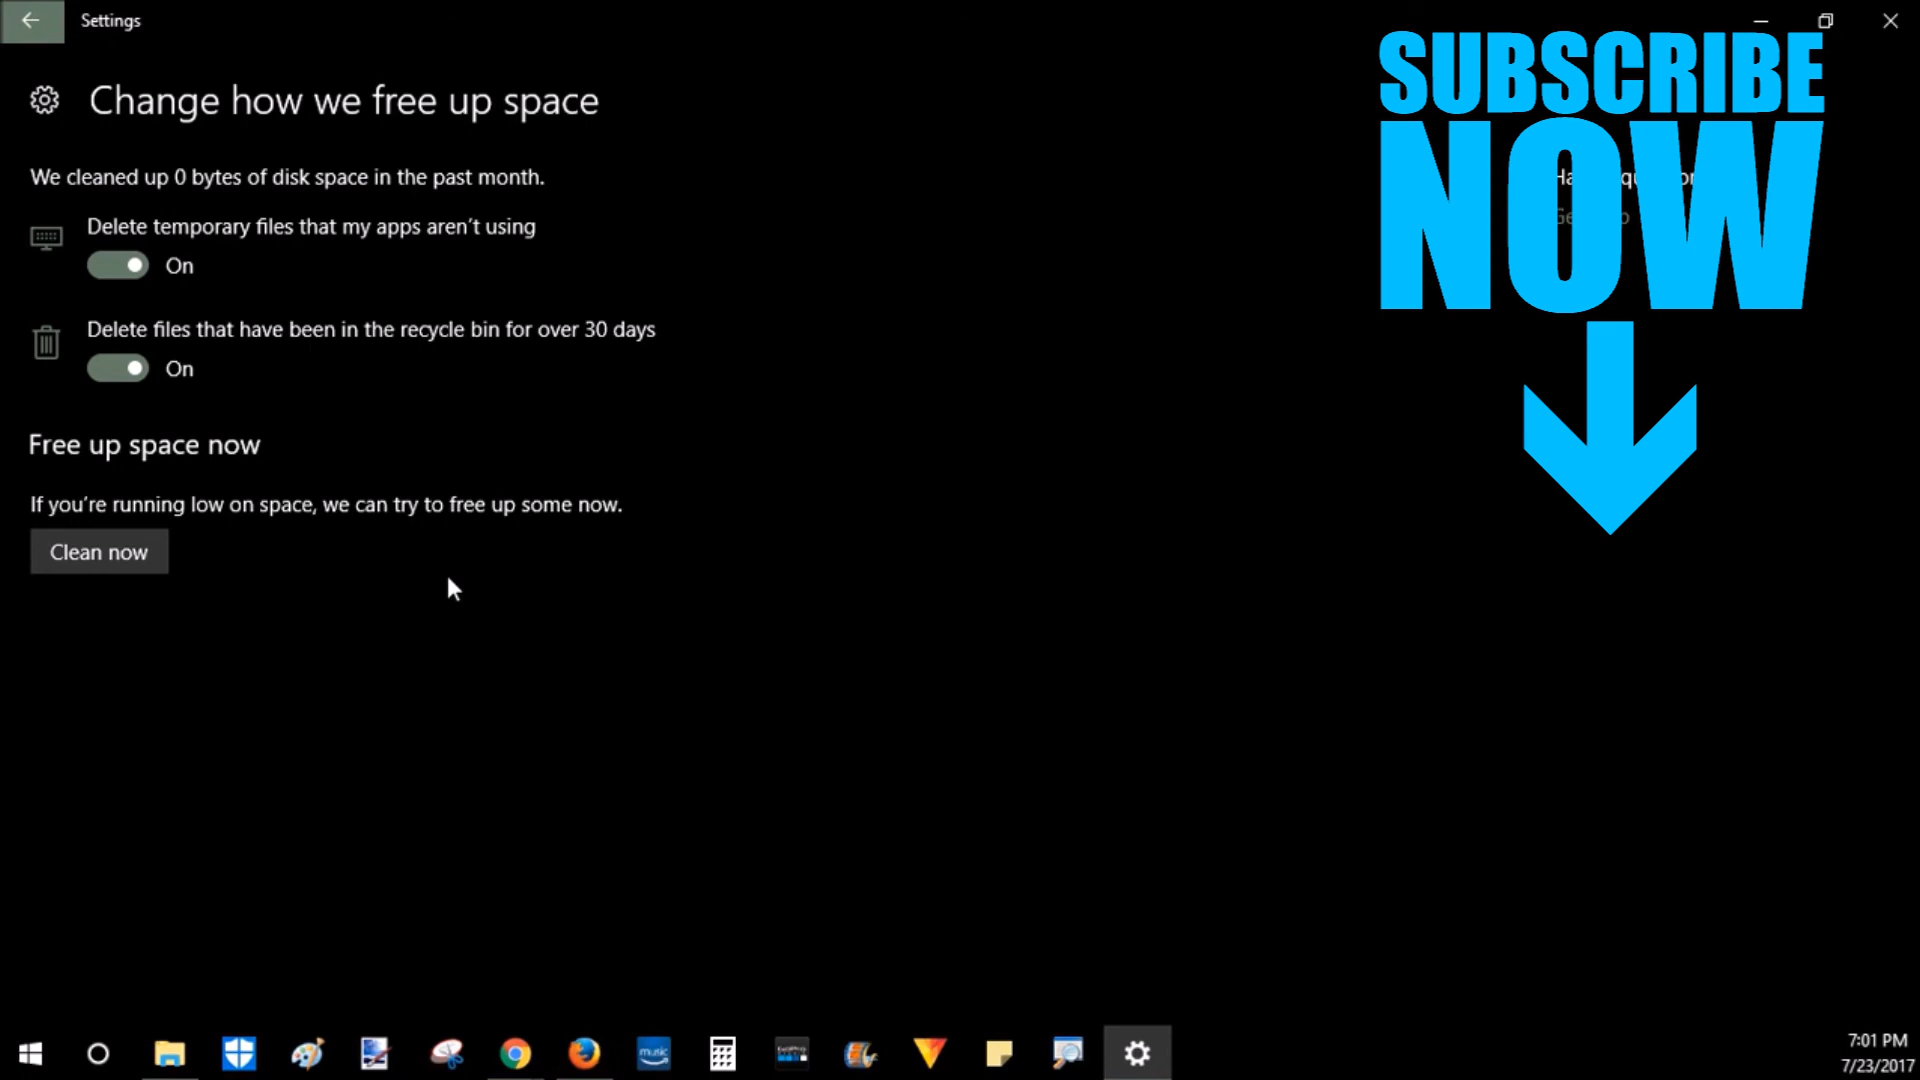 Settings
Change how we free up space
SUBSCRIBE
NOW
We cleaned up 0 bytes of disk space in the past month.
Delete temporary files that my apps aren't using
On
Delete files that have been in the recycle bin for over 30 days
On
Free up space now
If you're running low on space, we can try to free up some now.
Clean now
music
7:01 PM
7/23/2017